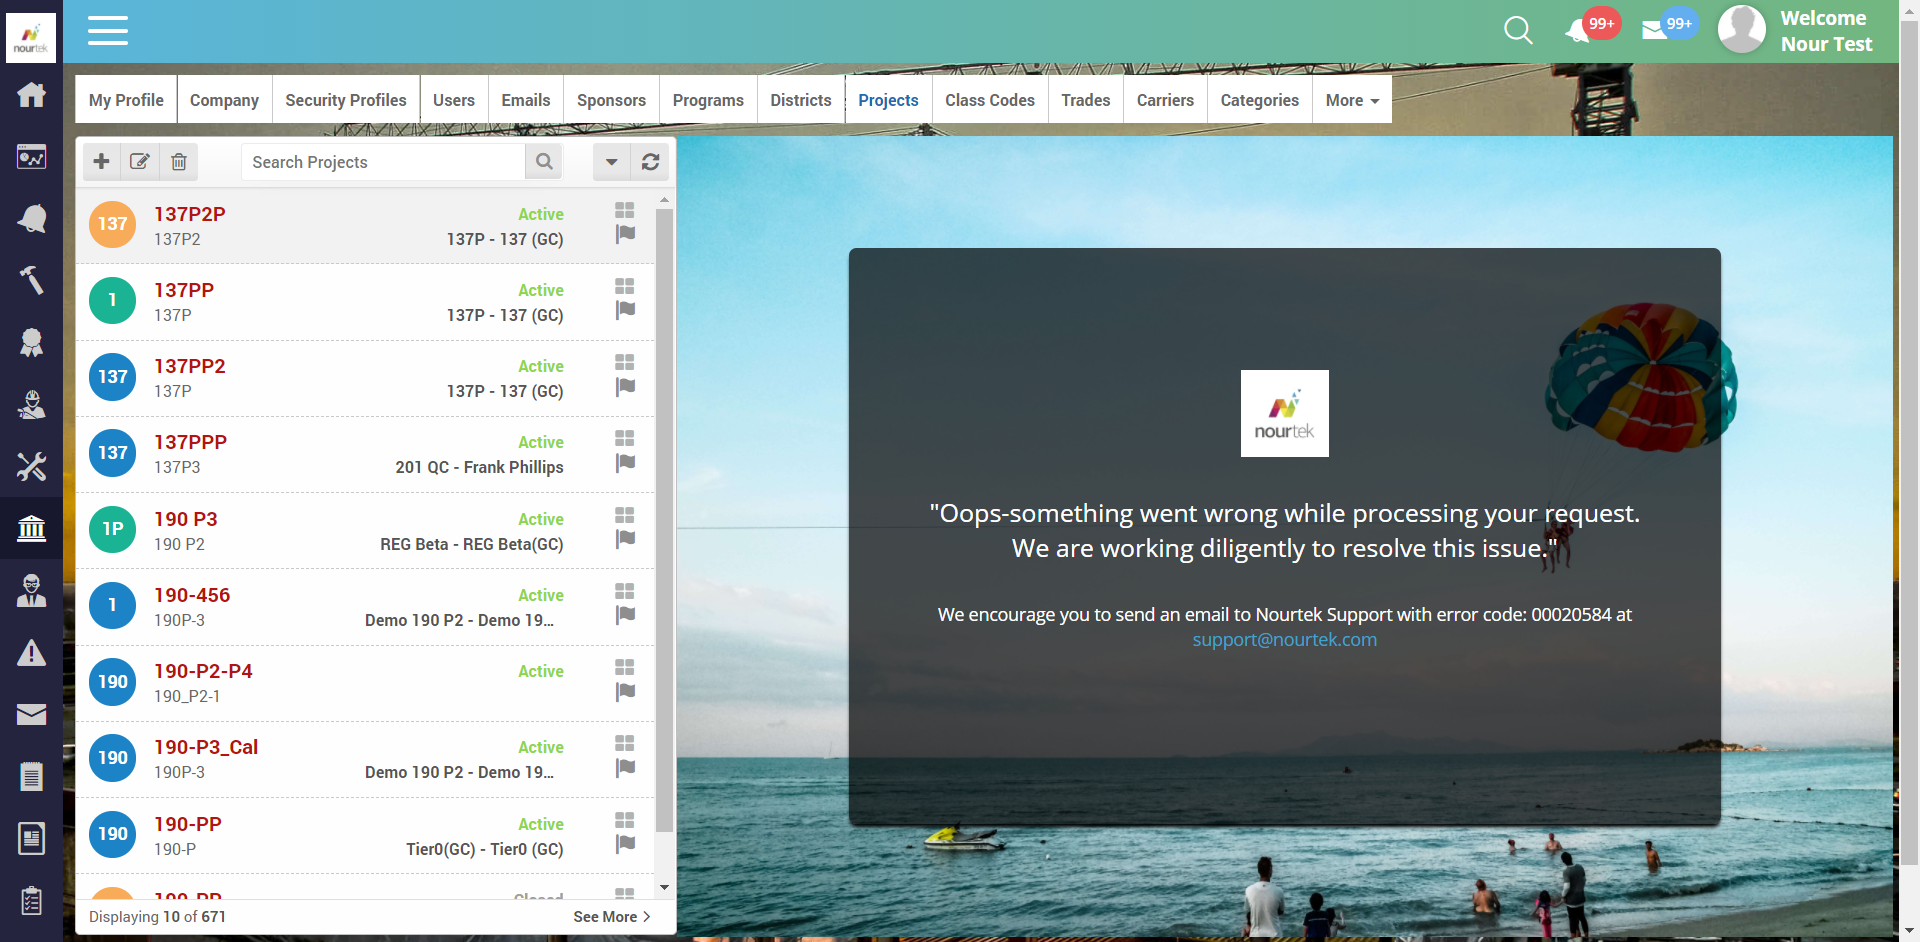 nourtek
99+
99+
Welcome
Nour Test
My Profile
Company
Security Profiles
Users
Emails
Sponsors
Programs
Districts
Projects
Class Codes
Trades
Carriers
Categories
More
Search Projects
137
137P2P
Active
137P2
137P - 137 (GC)
1
137PP
Active
137P
137P - 137 (GC)
137
137PP2
Active
137P
137P - 137 (GC)
137
137PPP
Active
137P3
201 QC - Frank Phillips
1P
190 P3
Active
190 P2
REG Beta - REG Beta(GC)
1
190-456
Active
190P-3
Demo 190 P2 - Demo 19...
190
190-P2-P4
Active
190_P2-1
190
190-P3_Cal
Active
190P-3
Demo 190 P2 - Demo 19...
190
190-PP
Active
190-P
Tier0(GC) - Tier0 (GC)
Closed
Displaying 10 of 671
See More
nourtek
"Oops-something went wrong while processing your request.
We are working diligently to resolve this issue."
We encourage you to send an email to Nourtek Support with error code: 00020584 at
support@nourtek.com